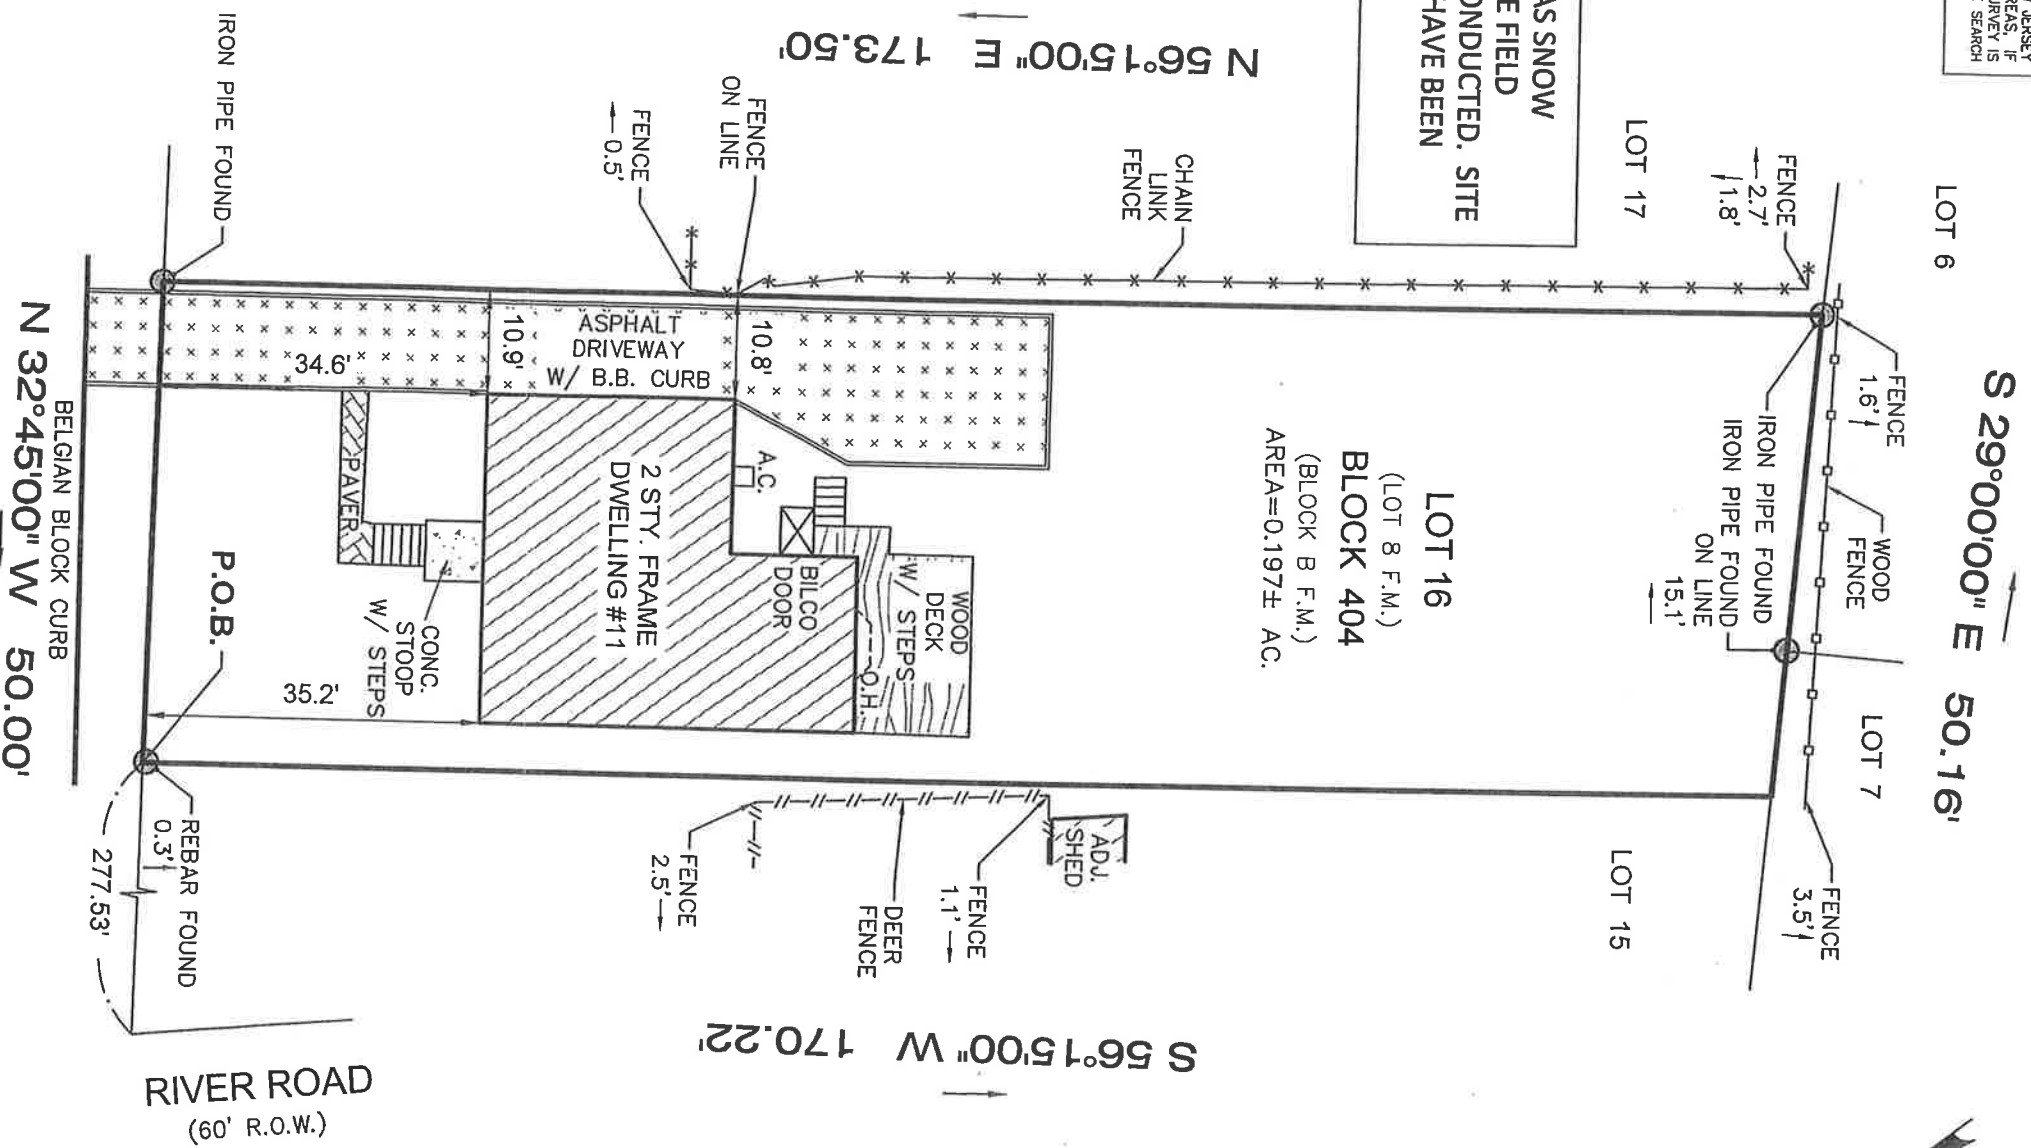 JERSEY
REAS, IF
SURVEY IS
SEARCH
AS SNOW
E FIELD
ONDUCTED. SITE
HAVE BEEN
LOT 6
S 29°00'00" E 50.16'
N 56°15'00" E 173.50'
LOT 17
FENCE
2.7'
1.8'
FENCE
1.6'
WOOD
FENCE
LOT 7
FENCE
3.5'
IRON PIPE FOUND
IRON PIPE FOUND
ON LINE
15.1'
CHAIN
LINK
FENCE
FENCE
ON LINE
FENCE
0.5'
IRON PIPE FOUND
LOT 16
(LOT 8 F.M.)
BLOCK 404
(BLOCK B F.M.)
AREA=0.197± AC.
LOT 15
10.8'
ASPHALT
DRIVEWAY
W/ B.B. CURB
10.9'
34.6'
A.C.
WOOD
DECK
W/ STEPS
O.H.
BILCO
DOOR
2 STY. FRAME
DWELLING #11
PAVER
CONC.
STOOP
W/ STEPS
35.2'
P.O.B.
ADJ.
SHED
FENCE
1.1'
DEER
FENCE
FENCE
2.5'
REBAR FOUND
0.3'
277.53'
BELGIAN BLOCK CURB
N 32°45'00" W 50.00'
S 56°15'00" W 170.22'
RIVER ROAD
(60' R.O.W.)